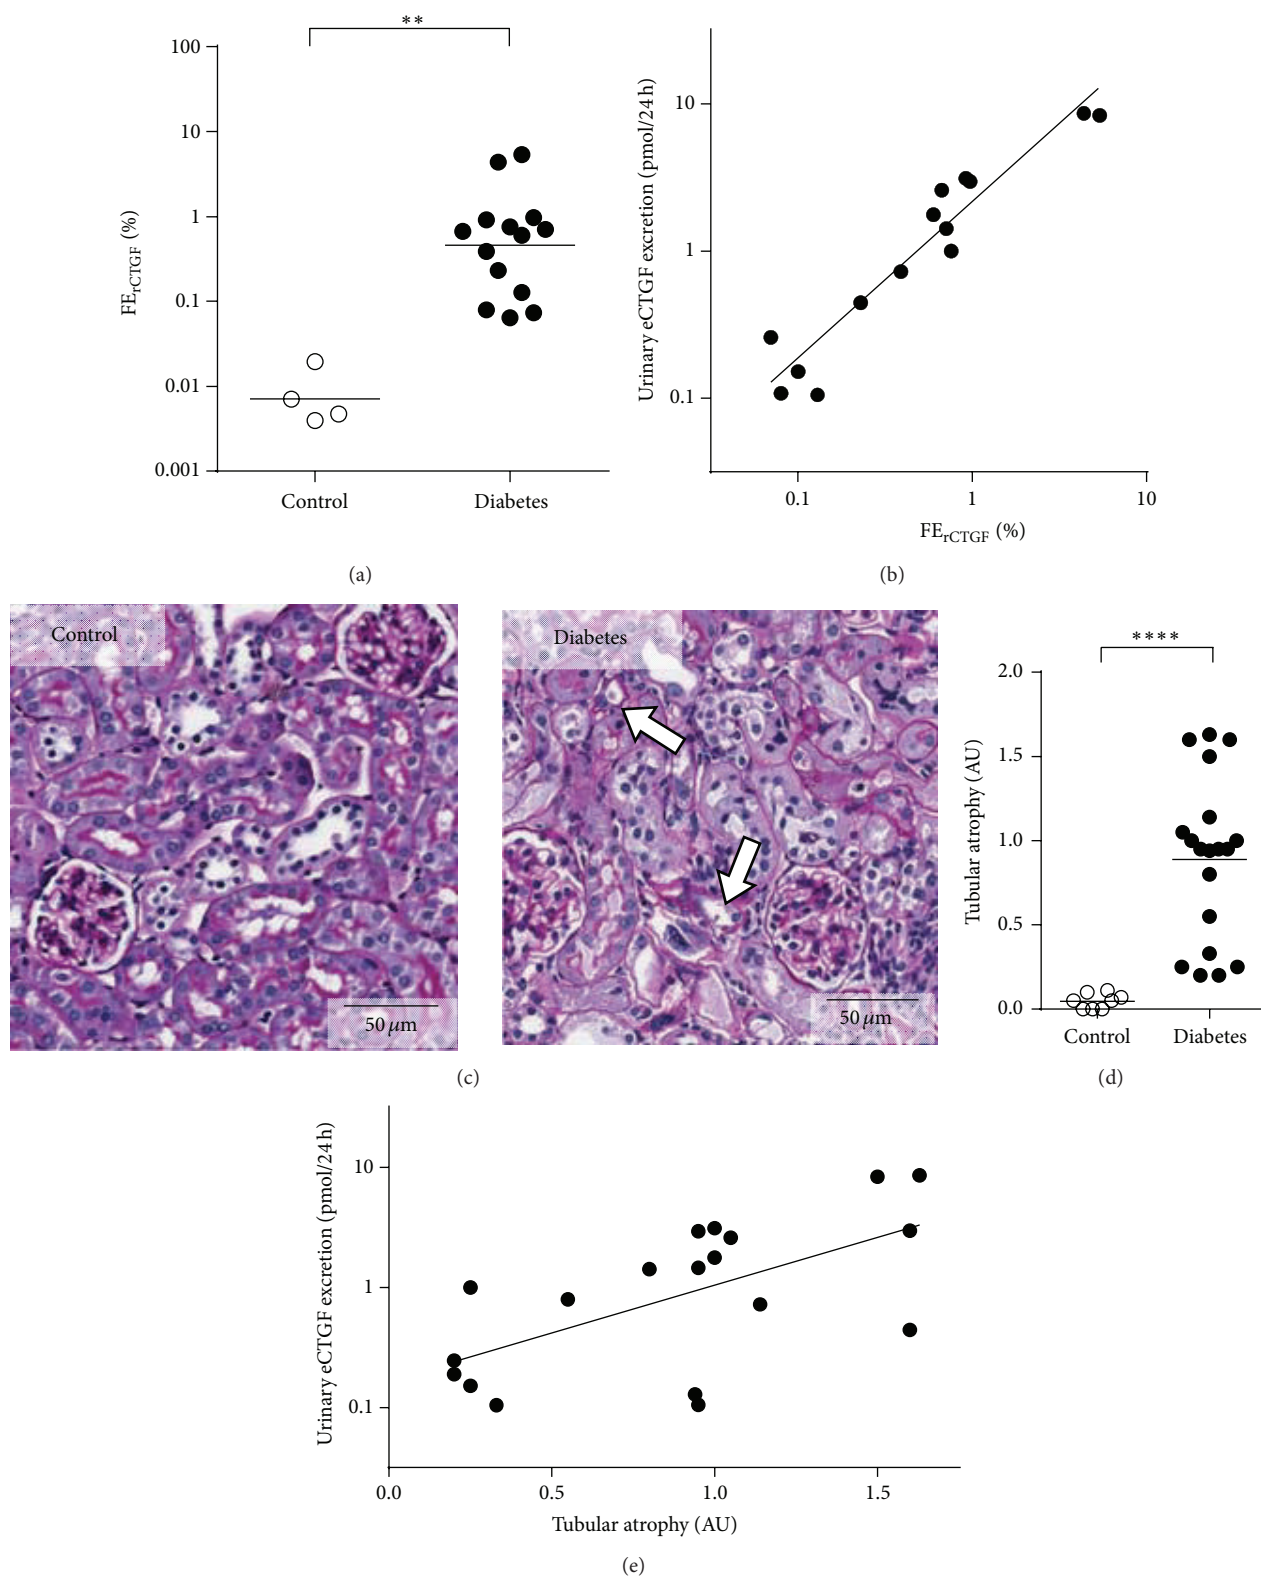 **
100
10
1
0.1
0.01
0.001
FErCTGF (%)
Control
Diabetes
(a)
Urinary eCTGF excretion (pmol/24 h)
10
1
0.1
0.1
1
10
FErCTGF (%)
(b)
Control
50 μm
Diabetes
50 μm
(c)
****
2.0
1.5
1.0
0.5
0.0
Tubular atrophy (AU)
Control
Diabetes
(d)
Urinary eCTGF excretion (pmol/24 h)
10
1
0.1
0.0
0.5
1.0
1.5
Tubular atrophy (AU)
(e)